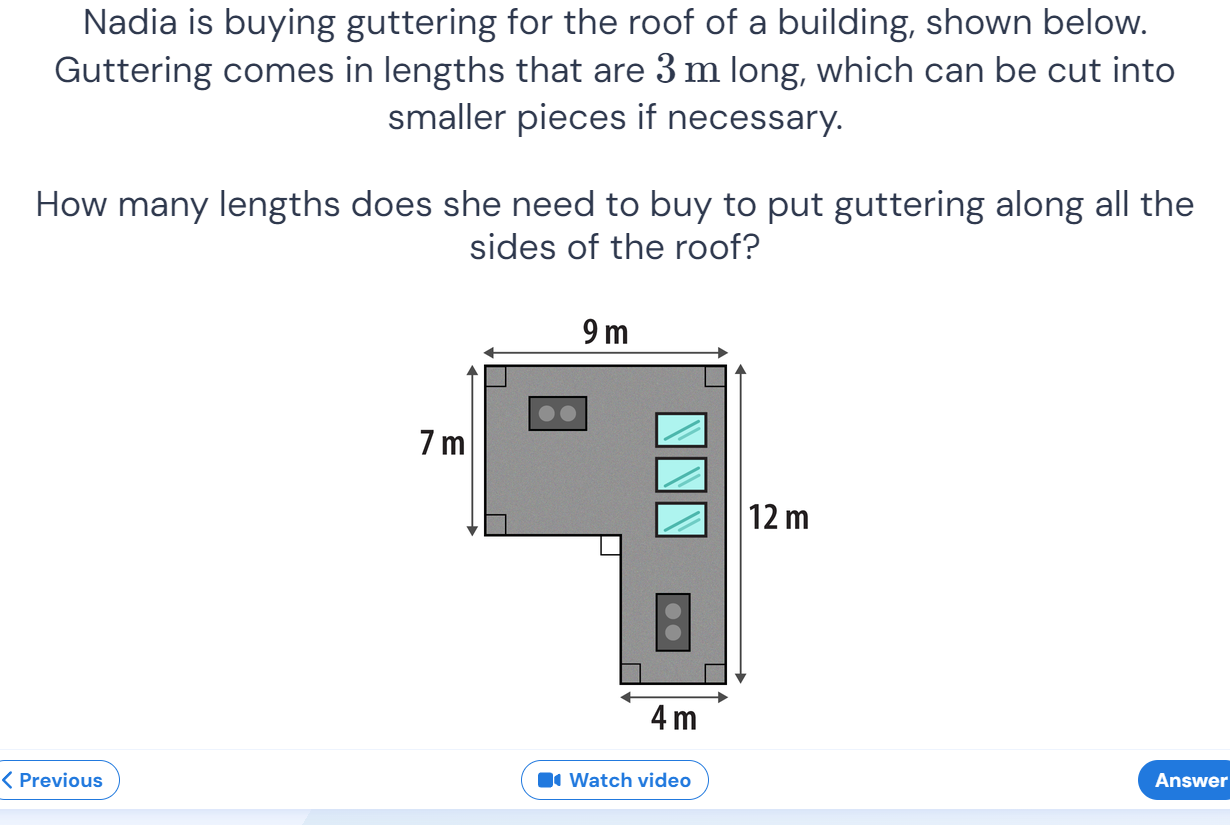 Nadia is buying guttering for the roof of a building, shown below.
Guttering comes in lengths that are 3 m long, which can be cut into
smaller pieces if necessary.
How many lengths does she need to buy to put guttering along all the
sides of the roof?
9 m
7 m
12 m
4 m
Previous
Watch video
Answer